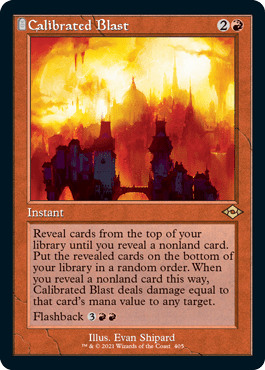 Calibrated Blast 2
Instant
Reveal cards from the top of your
library until you reveal a nonland card.
Put the revealed cards on the bottom of
your library in a random order. When
you reveal a nonland card this way,
Calibrated Blast deals damage equal to
that card's mana value to any target.
Flashback 3
Illus. Evan Shipard
™ & © 2021 Wizards of the Coast. 405